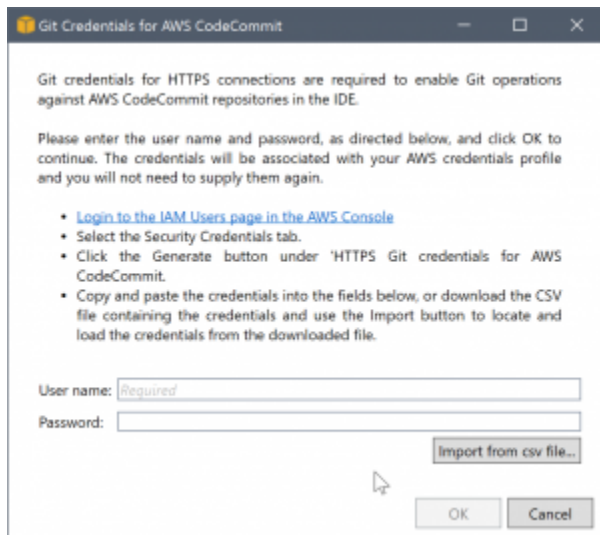 Git Credentials for AWS CodeCommit
Git credentials for HTTPS connections are required to enable Git operations
against AWS CodeCommit repositories in the IDE.
Please enter the user name and password, as directed below, and click OK to
continue. The credentials will be associated with your AWS credentials profile
and you will not need to supply them again.
• Login to the IAM Users page in the AWS Console
• Select the Security Credentials tab.
• Click the Generate button under 'HTTPS Git credentials for AWS
CodeCommit.
• Copy and paste the credentials into the fields below, or download the CSV
file containing the credentials and use the Import button to locate and
load the credentials from the downloaded file.
User name: Required
Password:
Import from csv file...
OK Cancel